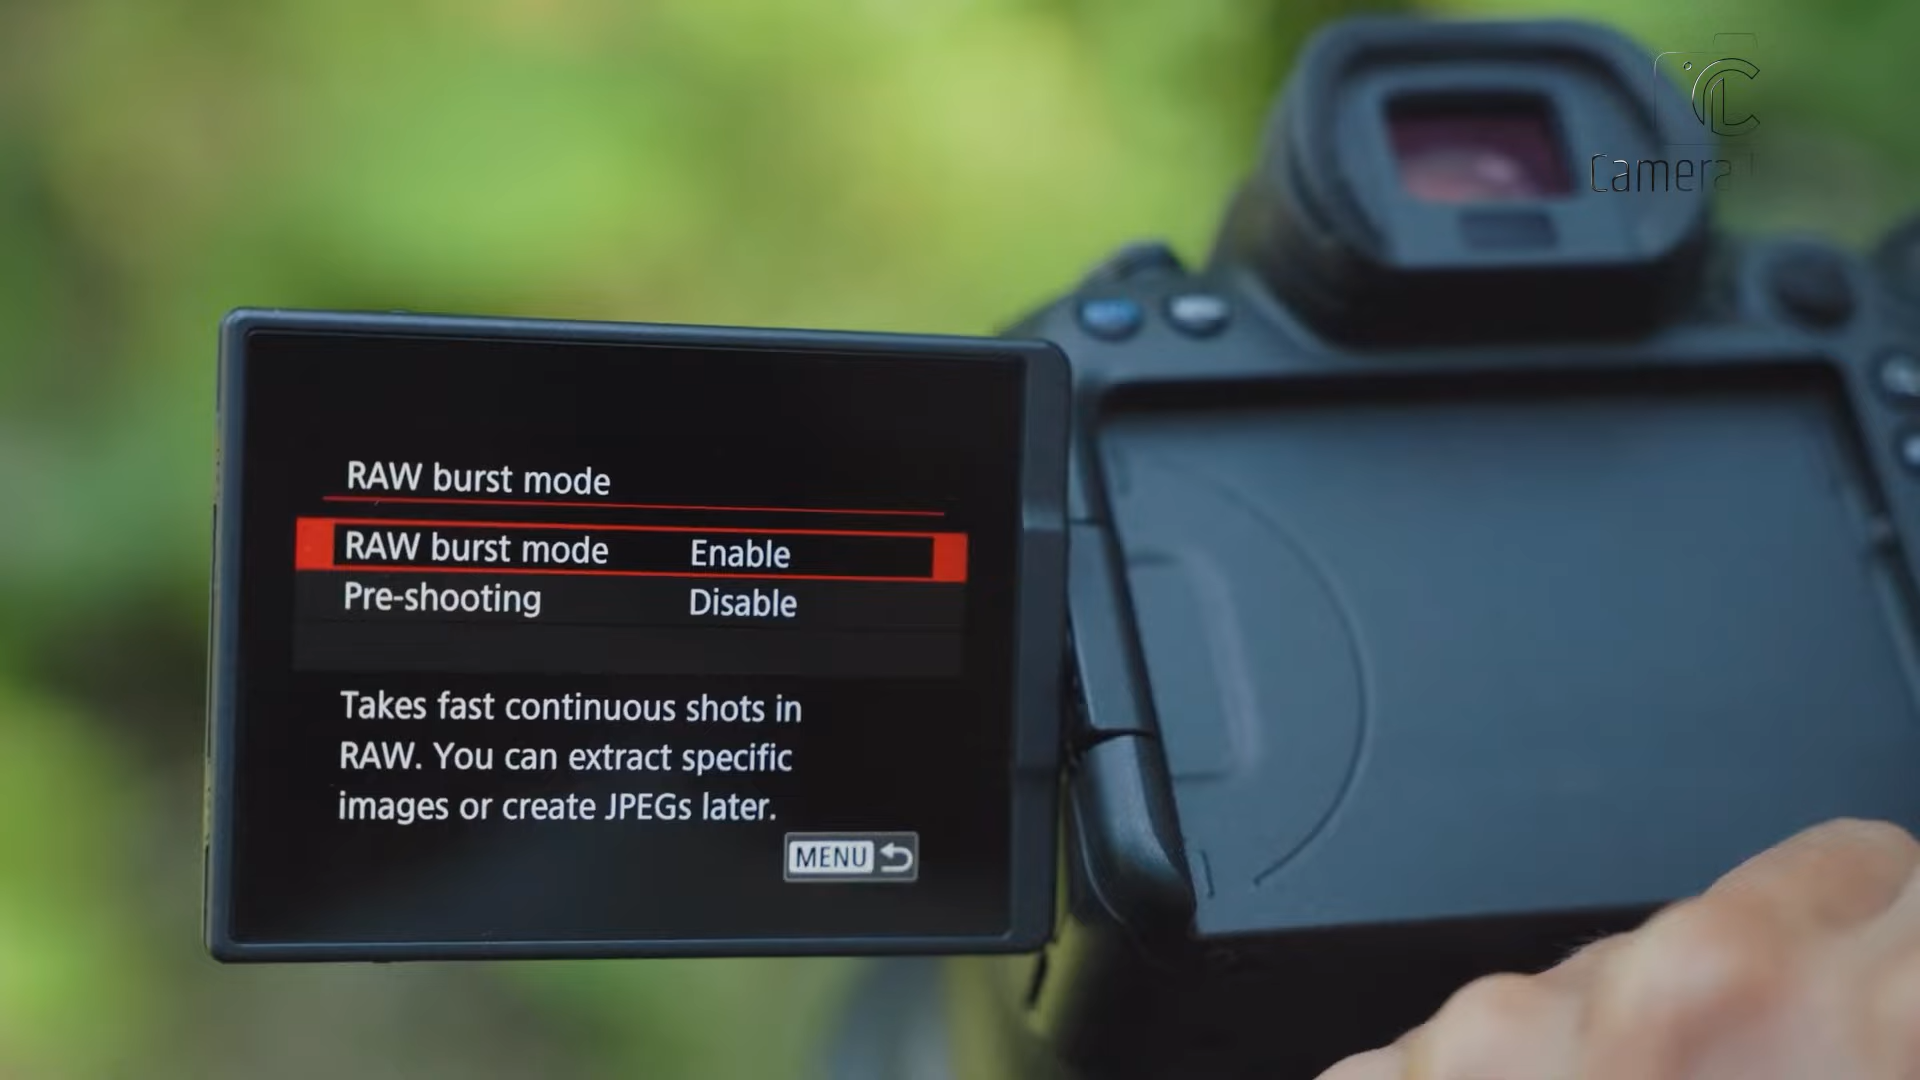 Camera
RAW burst mode
RAW burst mode Enable
Pre-shooting Disable
Takes fast continuous shots in
RAW. You can extract specific
images or create JPEGs later.
MENU